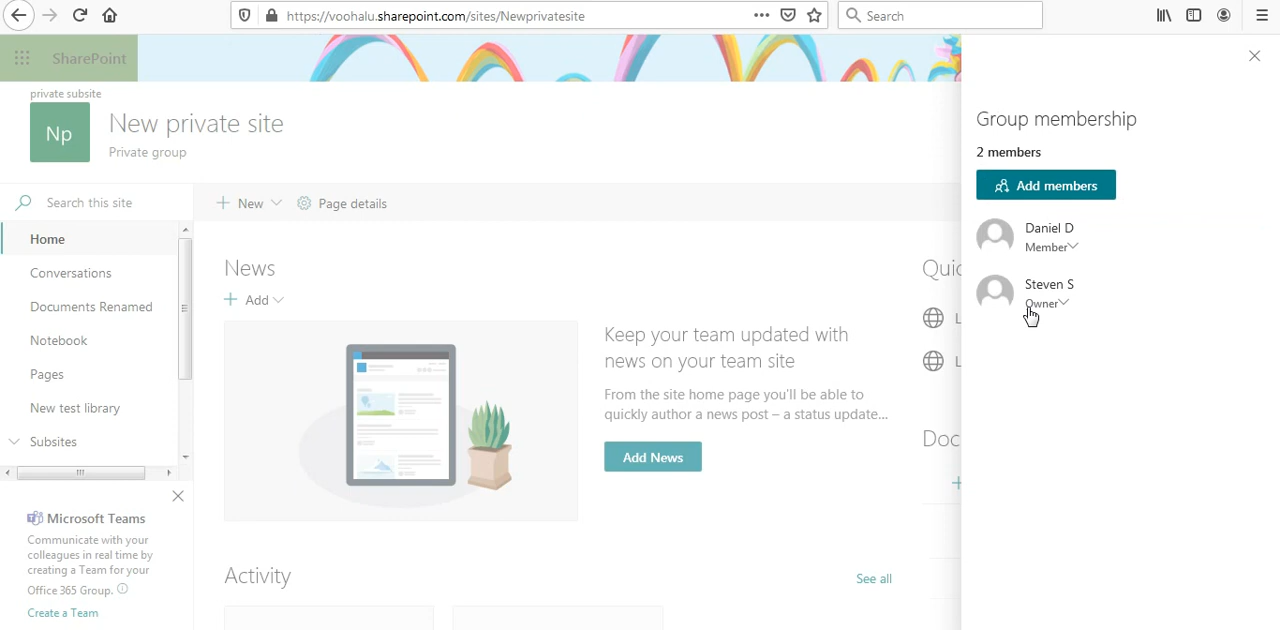 https://voohalu.sharepoint.com/sites/Newprivatesite
Search
SharePoint
private subsite
Np
New private site
Private group
Search this site
New
Page details
Home
Conversations
Documents Renamed
Notebook
Pages
New test library
Subsites
Microsoft Teams
Communicate with your
colleagues in real time by
creating a Team for your
Office 365 Group.
Create a Team
News
Add
Keep your team updated with
news on your team site
From the site home page you'll be able to
quickly author a news post – a status update...
Add News
Activity
See all
Quic
L
L
Doc
Group membership
2 members
Add members
Daniel D
Member
Steven S
Owner